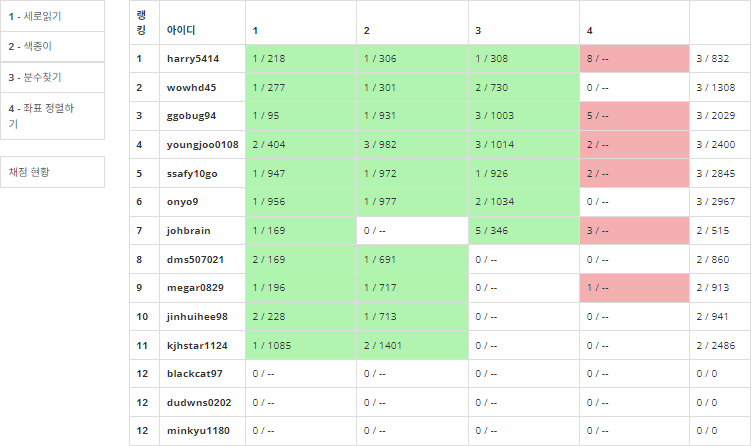 1 - 세로읽기
2 - 색종이
3 - 분수찾기
4 - 좌표 정렬하
기
채점 현황
랭
킹 아이디 1 2 3 4
1 harry5414 1 / 218 1 / 306 1 / 308 8 / -- 3 / 832
2 wowhd45 1 / 277 1 / 301 2 / 730 0 / -- 3 / 1308
3 ggobug94 1 / 95 1 / 931 3 / 1003 5 / -- 3 / 2029
4 youngjoo0108 2 / 404 3 / 982 3 / 1014 2 / -- 3 / 2400
5 ssafy10go 1 / 947 1 / 972 1 / 926 2 / -- 3 / 2845
6 onyo9 1 / 956 1 / 977 2 / 1034 0 / -- 3 / 2967
7 johbrain 1 / 169 0 / -- 5 / 346 3 / -- 2 / 515
8 dms507021 2 / 169 1 / 691 0 / -- 0 / -- 2 / 860
9 megar0829 1 / 196 1 / 717 0 / -- 1 / -- 2 / 913
10 jinhuihee98 2 / 228 1 / 713 0 / -- 0 / -- 2 / 941
11 kjhstar1124 1 / 1085 2 / 1401 0 / -- 0 / -- 2 / 2486
12 blackcat97 0 / -- 0 / -- 0 / -- 0 / -- 0 / 0
12 dudwns0202 0 / -- 0 / -- 0 / -- 0 / -- 0 / 0
12 minkyu1180 0 / -- 0 / -- 0 / -- 0 / -- 0 / 0